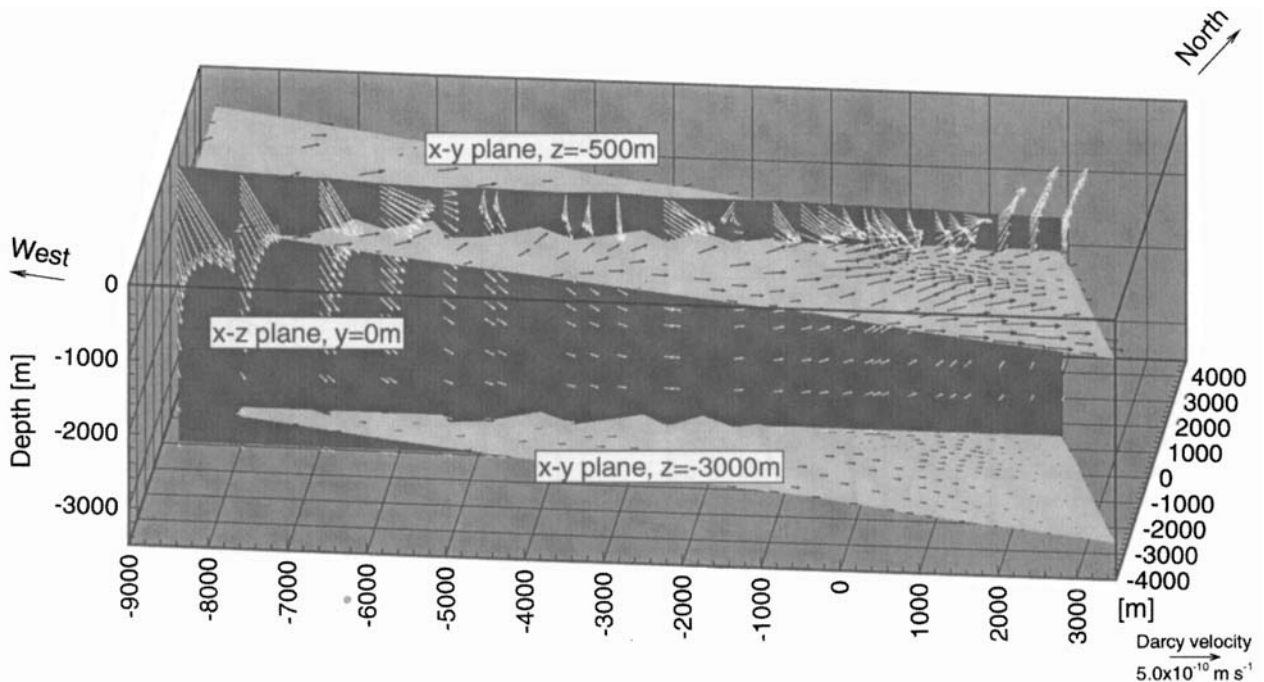 North
x-y plane, z=-500m
West
x-z plane, y=0m
x-y plane, z=-3000m
Depth [m]
0
-1000
-2000
-3000
-9000
-8000
-7000
-6000
-5000
-4000
-3000
-2000
-1000
0
1000
2000
3000
[m]
4000
3000
2000
1000
0
-1000
-2000
-3000
-4000
Darcy velocity
5.0x10⁻¹⁰ m s⁻¹